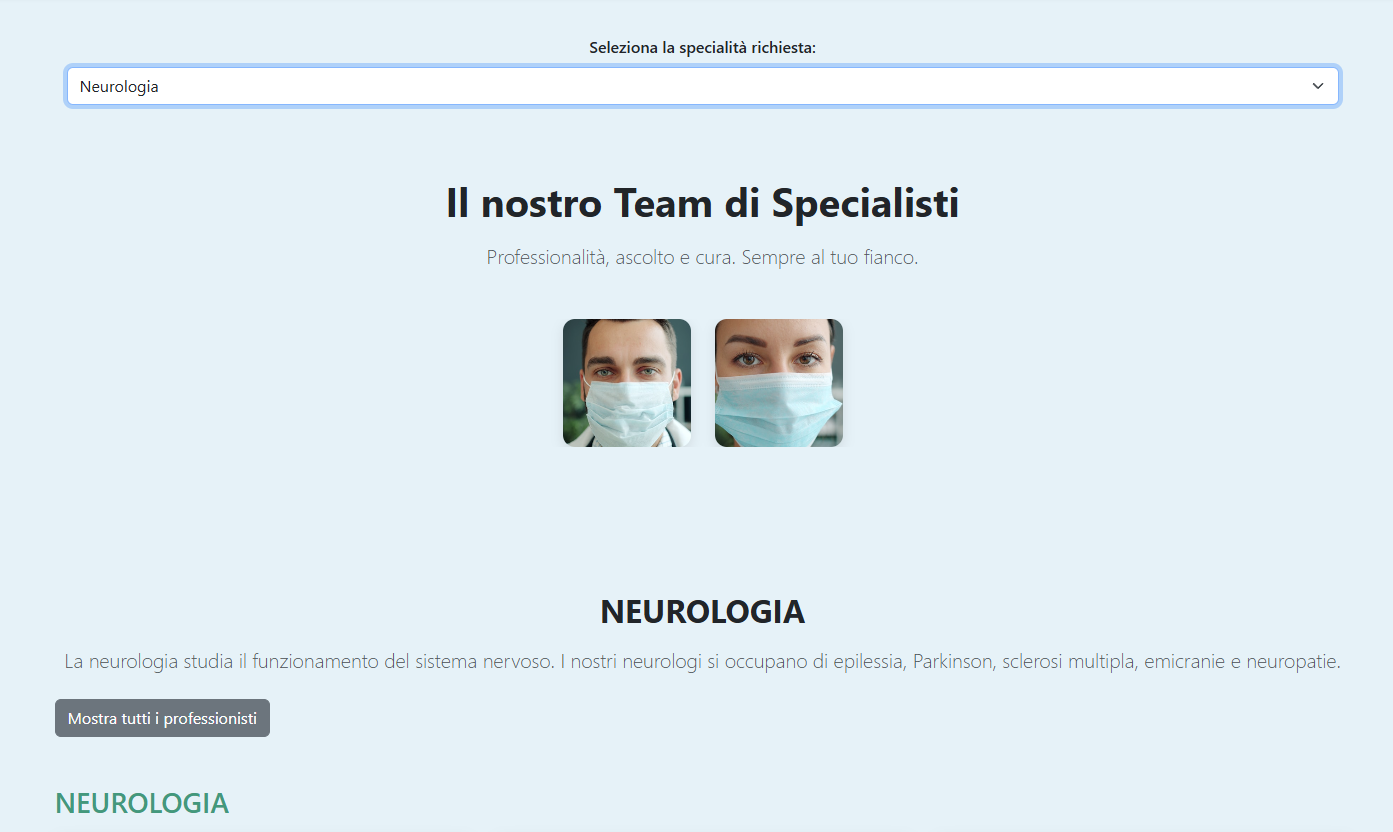 Seleziona la specialità richiesta:
Neurologia
Il nostro Team di Specialisti
Professionalità, ascolto e cura. Sempre al tuo fianco.
NEUROLOGIA
La neurologia studia il funzionamento del sistema nervoso. I nostri neurologi si occupano di epilessia, Parkinson, sclerosi multipla, emicranie e neuropatie.
Mostra tutti i professionisti
NEUROLOGIA